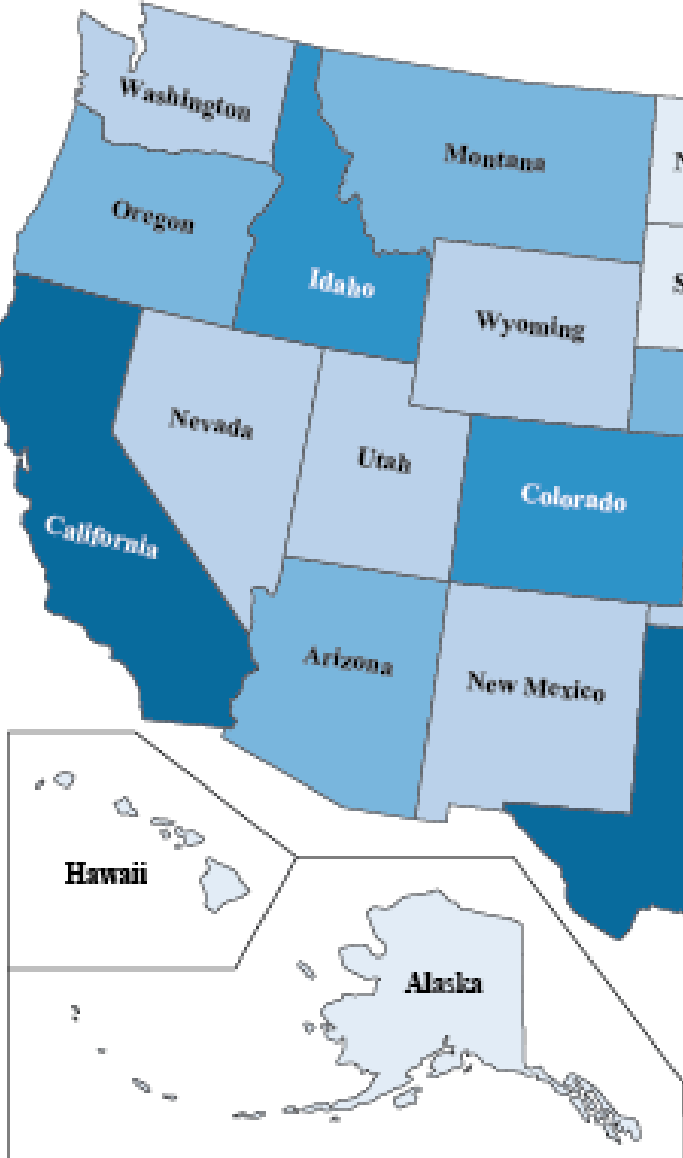 Washington
Montana
N
Oregon
Idaho
S
Wyoming
Nevada
Utah
Colorado
California
Arizona
New Mexico
Hawaii
Alaska